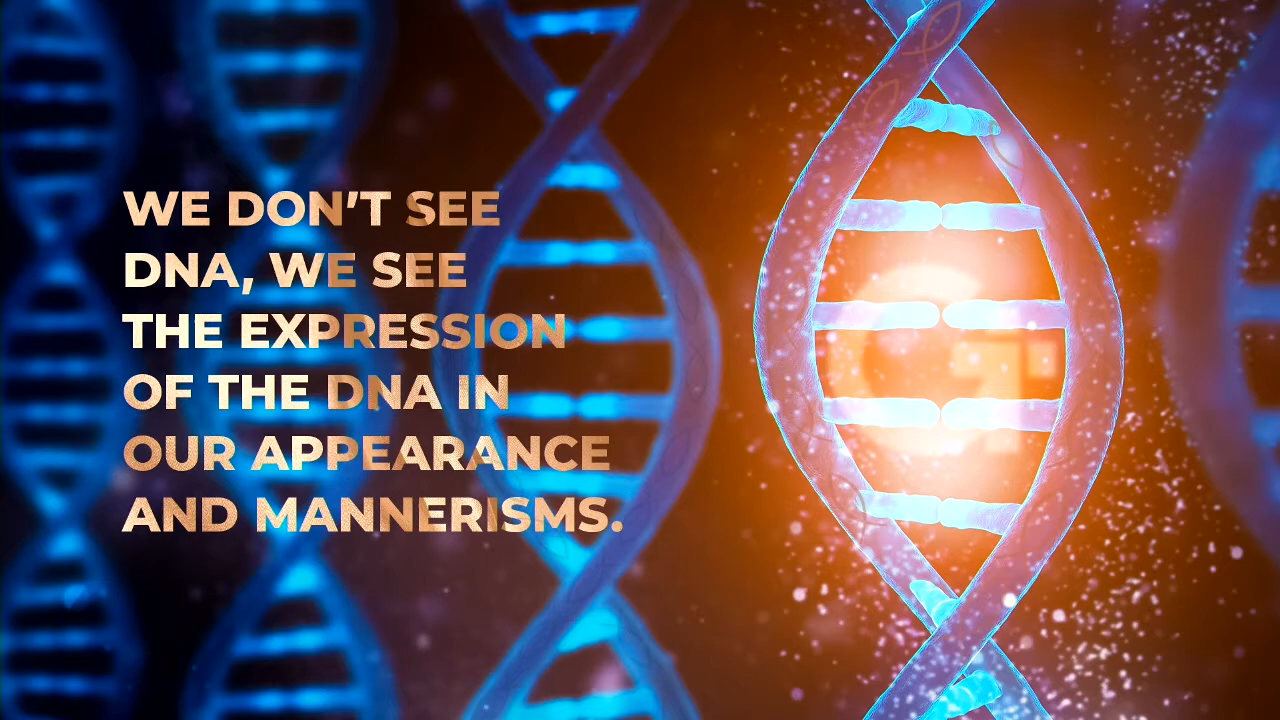 WE DON'T SEE
DNA, WE SEE
THE EXPRESSION
OF THE DNA IN
OUR APPEARANCE
AND MANNERISMS.